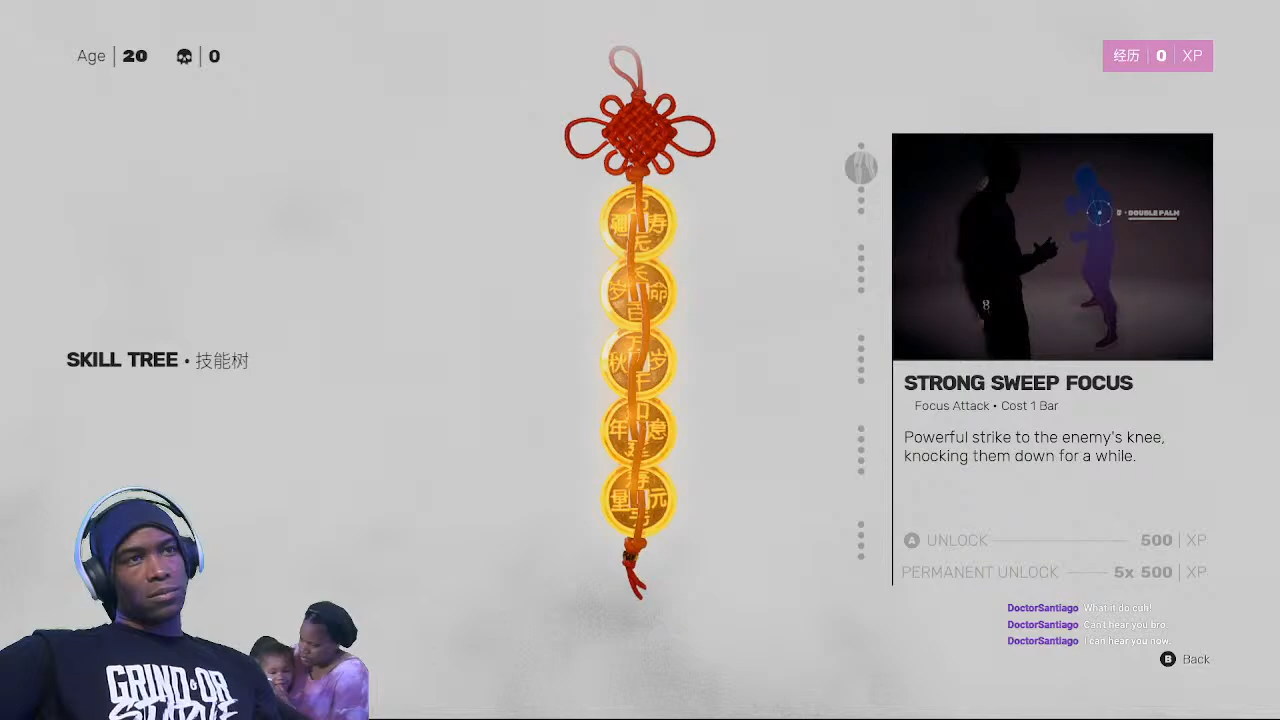 Age | 20 0
经历 | 0 | XP
DOUBLE PALM
SKILL TREE • 技能树
STRONG SWEEP FOCUS
Focus Attack • Cost 1 Bar
Powerful strike to the enemy's knee,
knocking them down for a while.
A UNLOCK 500 | XP
PERMANENT UNLOCK 5x 500 | XP
DoctorSantiago What it do cuh!
DoctorSantiago Can't hear you bro
DoctorSantiago I can hear you now
B Back
GRIND OR
STARVE